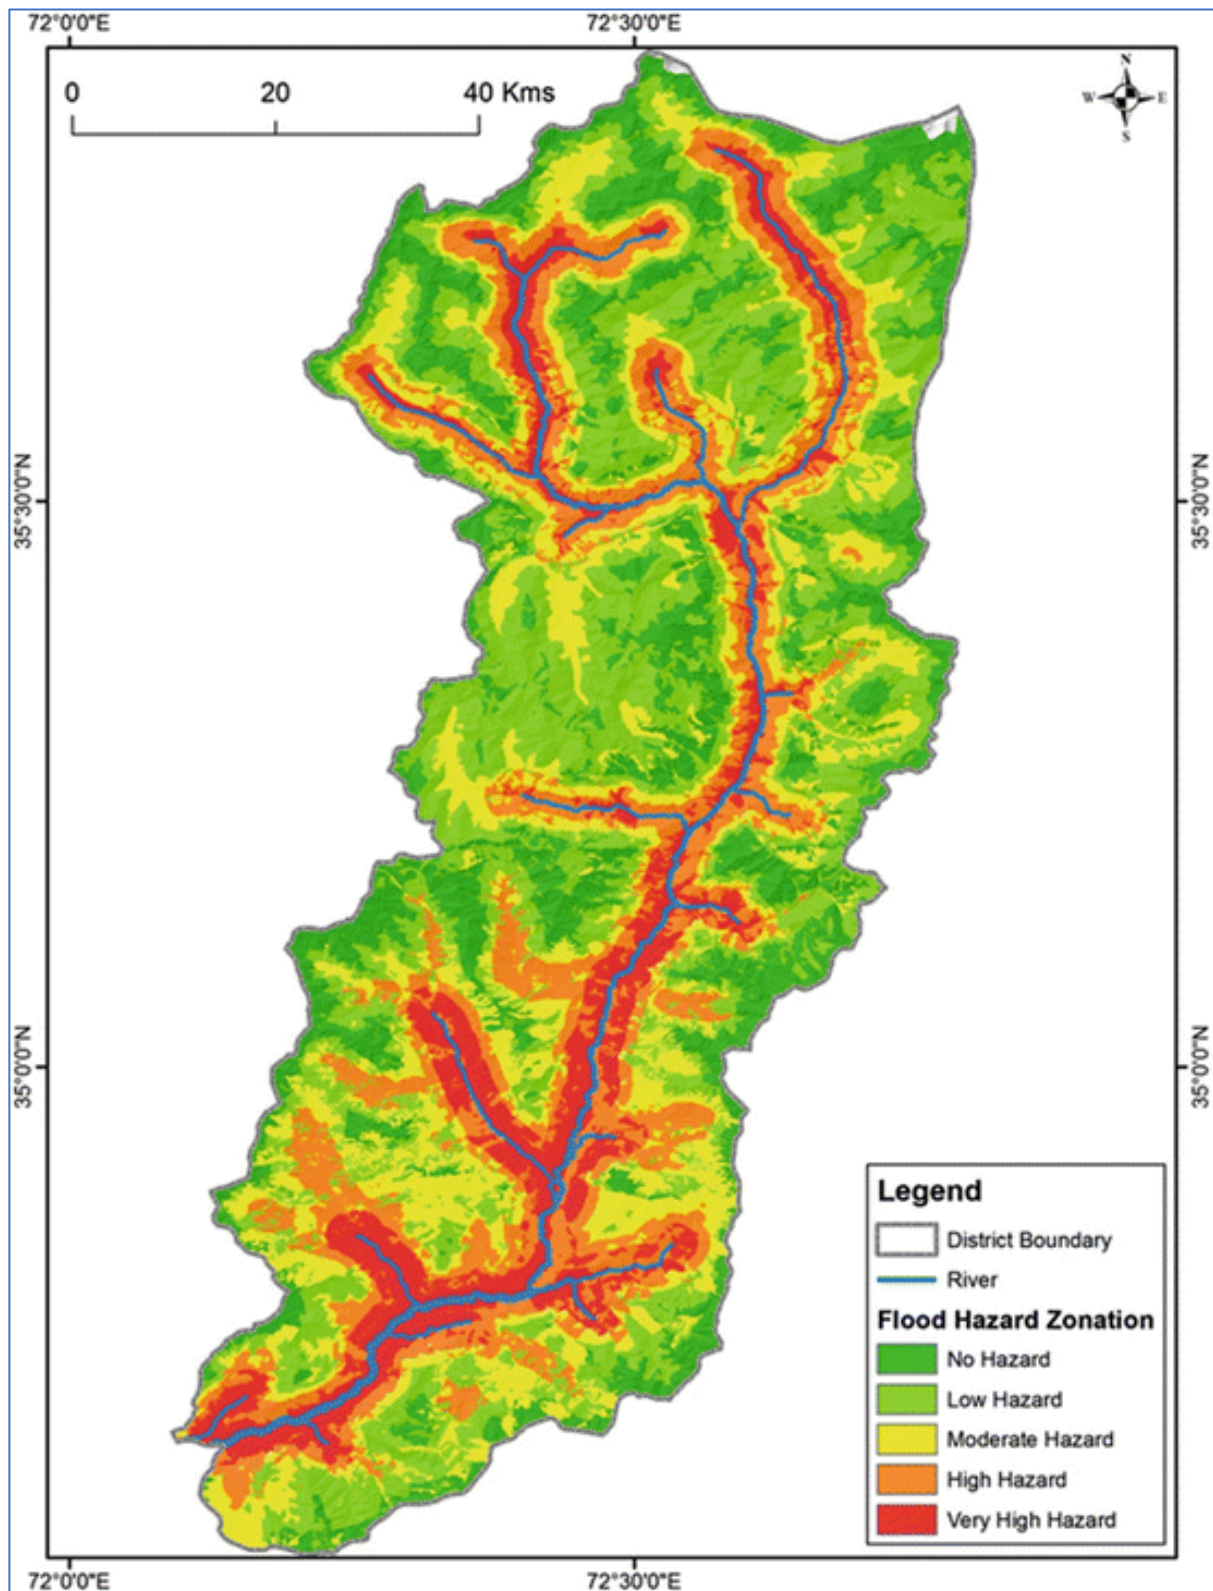 72°0'0"E 72°30'0"E
0 20 40 Kms
N
W E
S
35°30'0"N 35°30'0"N
35°0'0"N 35°0'0"N
Legend
District Boundary
River
Flood Hazard Zonation
No Hazard
Low Hazard
Moderate Hazard
High Hazard
Very High Hazard
72°0'0"E 72°30'0"E